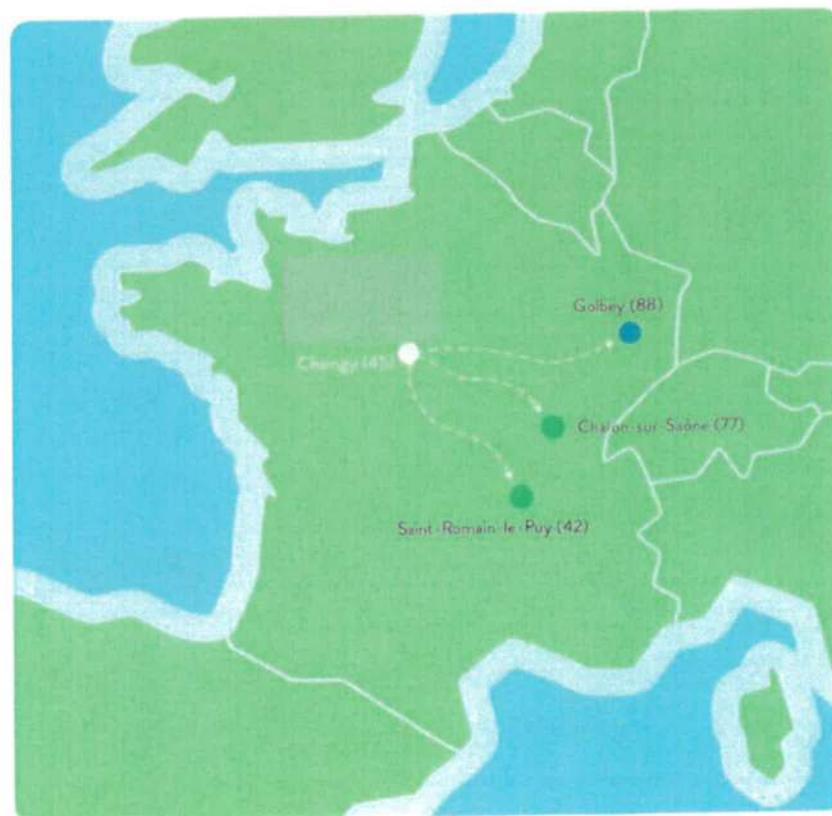 Golbey (88)
Chaingy (45)
Chalon-sur-Saône (77)
Saint-Romain-le-Puy (42)